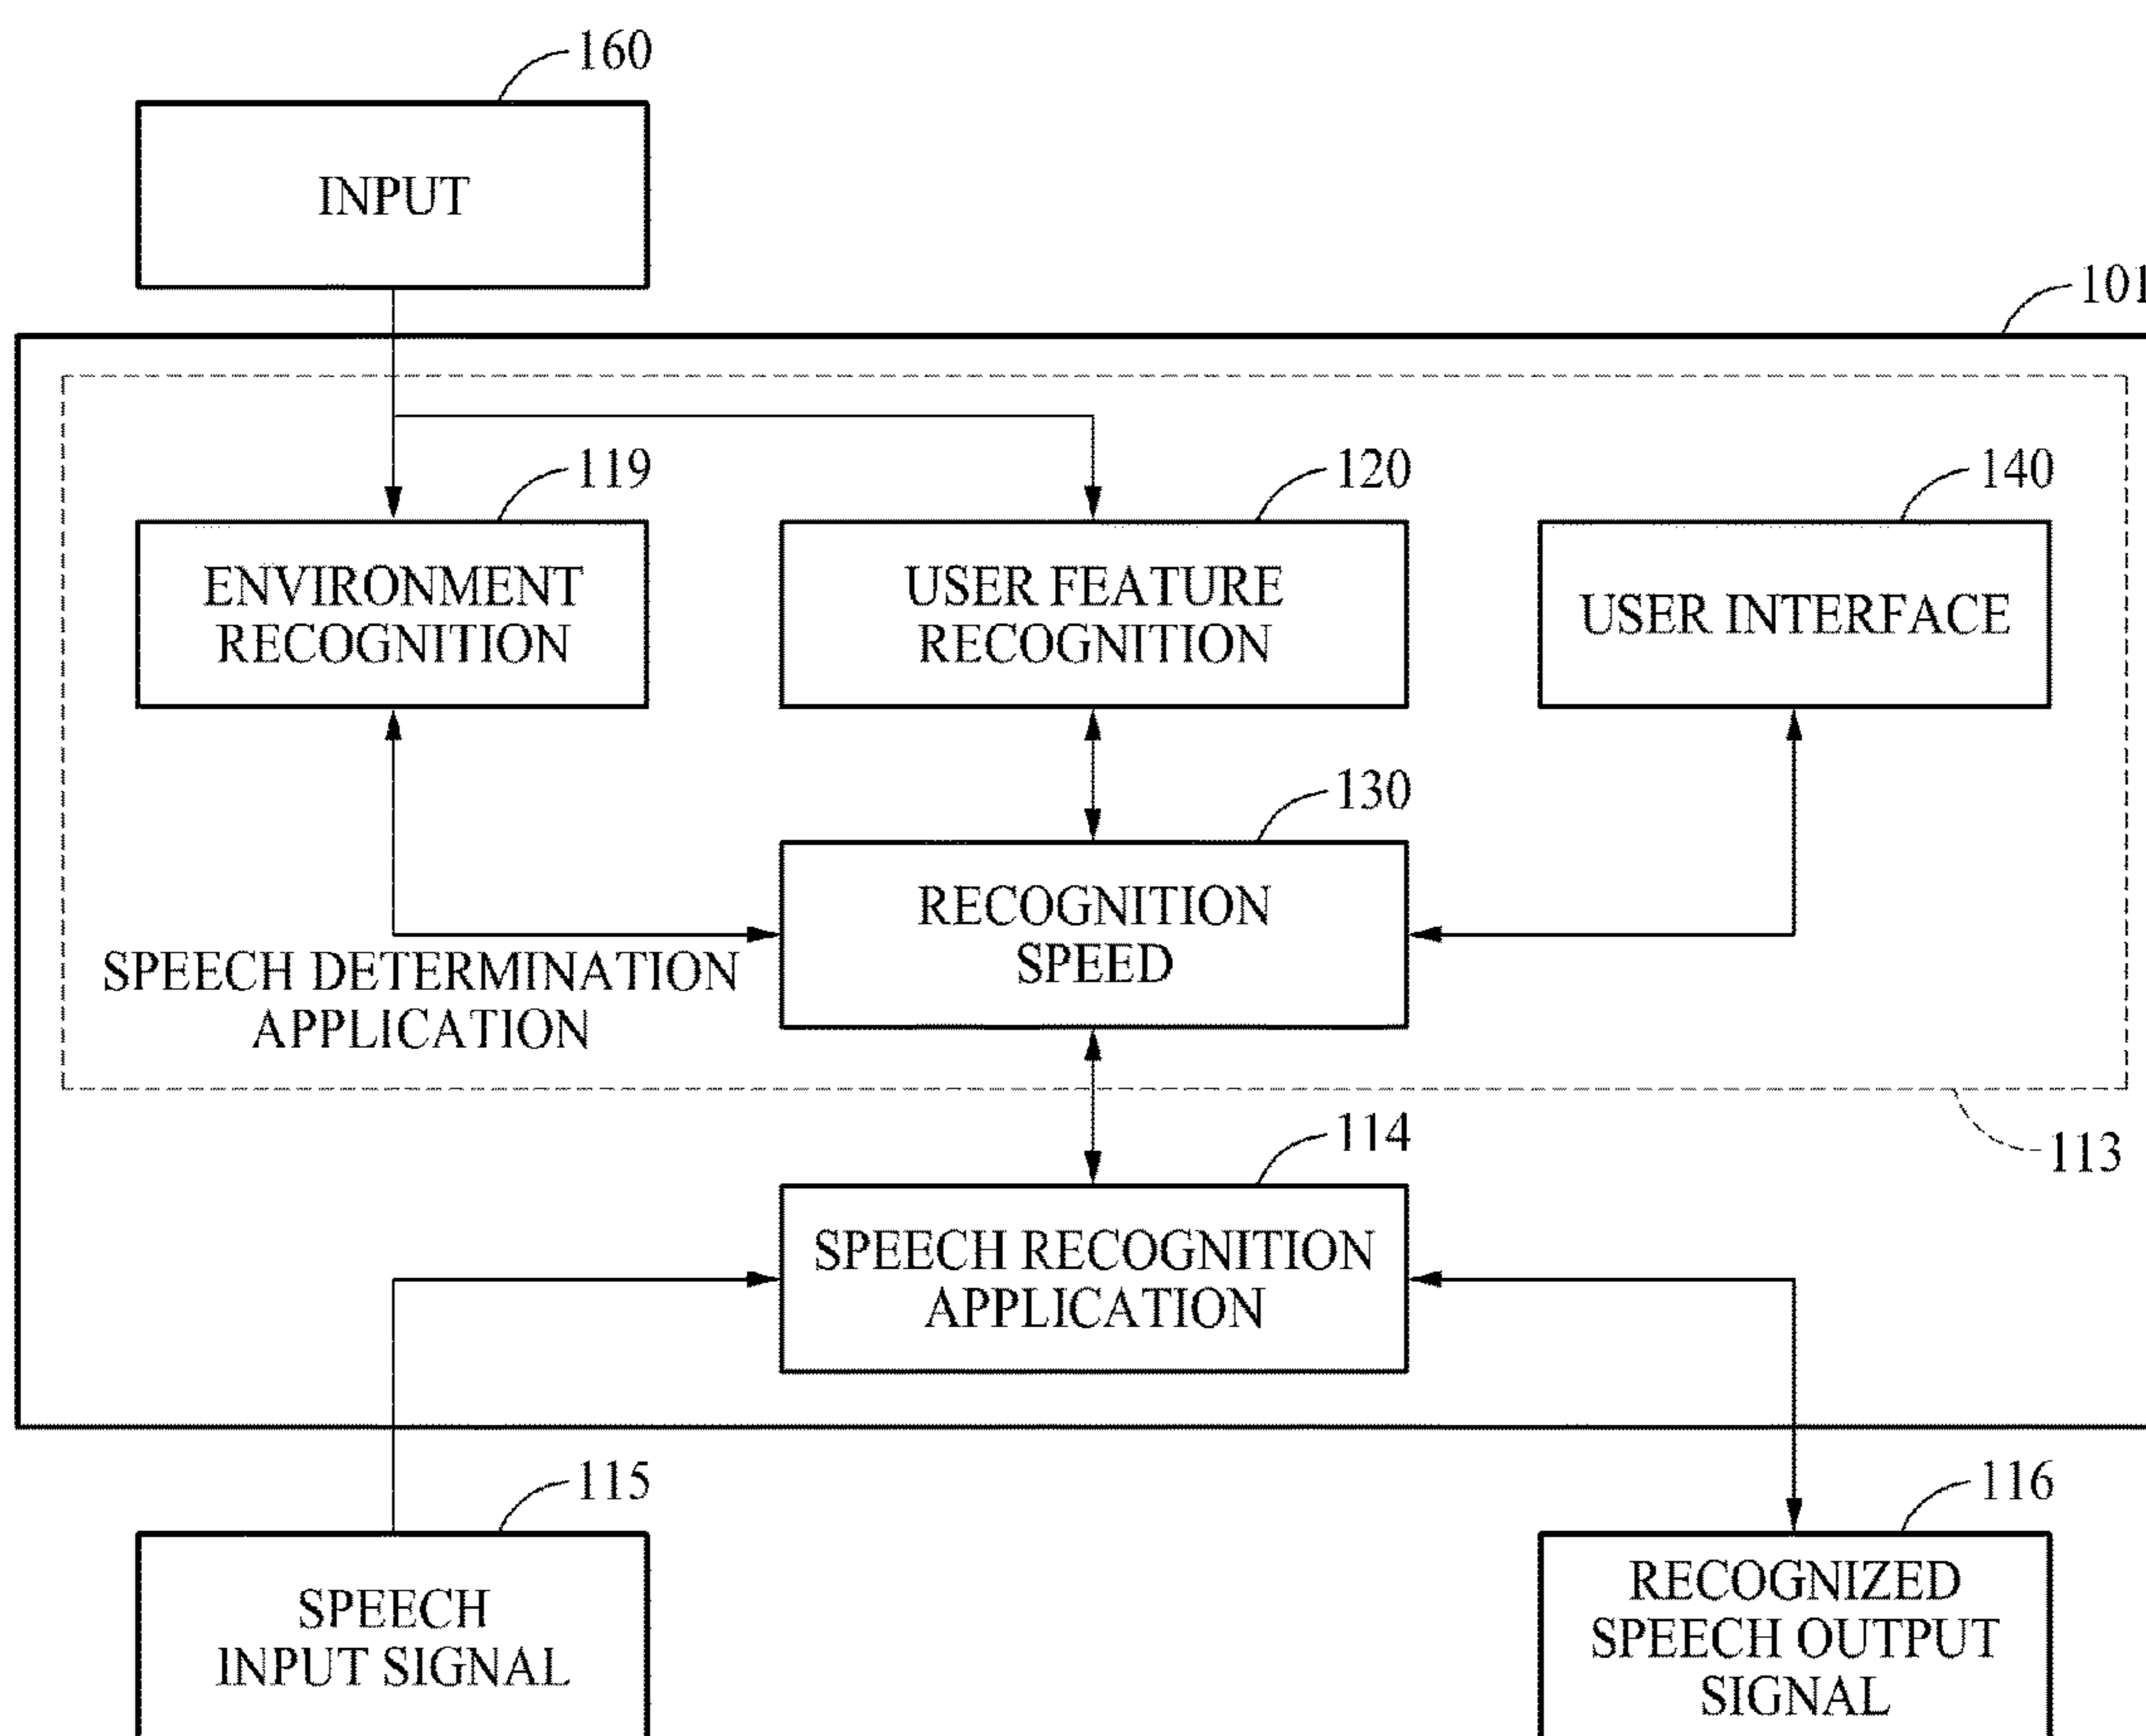 160
INPUT
101
119
120
140
ENVIRONMENT
RECOGNITION
USER FEATURE
RECOGNITION
USER INTERFACE
130
RECOGNITION
SPEED
SPEECH DETERMINATION
APPLICATION
114
113
SPEECH RECOGNITION
APPLICATION
115
116
SPEECH
INPUT SIGNAL
RECOGNIZED
SPEECH OUTPUT
SIGNAL